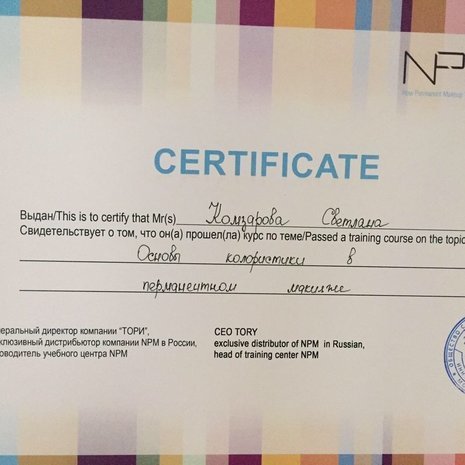 NP
New Permanent Makeup
CERTIFICATE
Выдан/This is to certify that Mr(s) Комзарова Светлана
Свидетельствует о том, что он(а) прошел(ла) курс по теме/Passed a training course on the topic
Основы колористики в
перманентном макияже
еральный директор компании "ТОРИ",
клюзивный дистрибьютор компании NPM в России,
оводитель учебного центра NPM
CEO TORY
exclusive distributor of NPM in Russian,
head of training center NPM